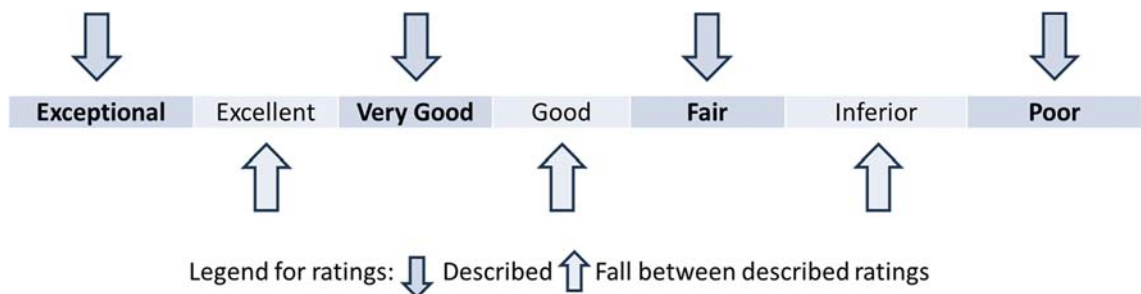 Exceptional Excellent Very Good Good Fair Inferior Poor
Legend for ratings: Described Fall between described ratings